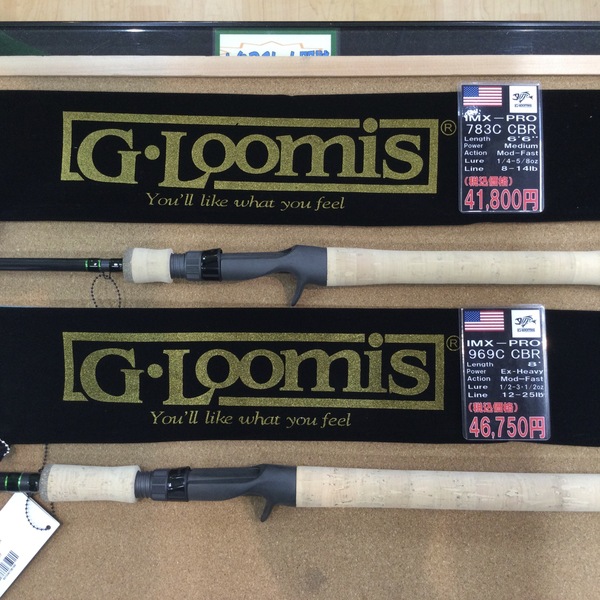 G·Loomis®
You'll like what you feel
IMX-PRO
783C CBR
Length 6'6"
Power Medium
Action Mod-Fast
Lure 1/4-5/8oz
Line 8-14lb
(税込価格)
41,800円
G·Loomis®
You'll like what you feel
IMX-PRO
969C CBR
Length 8'
Power Ex-Heavy
Action Mod-Fast
Lure 1/2-3・1/2oz
Line 12-25lb
(税込価格)
46,750円